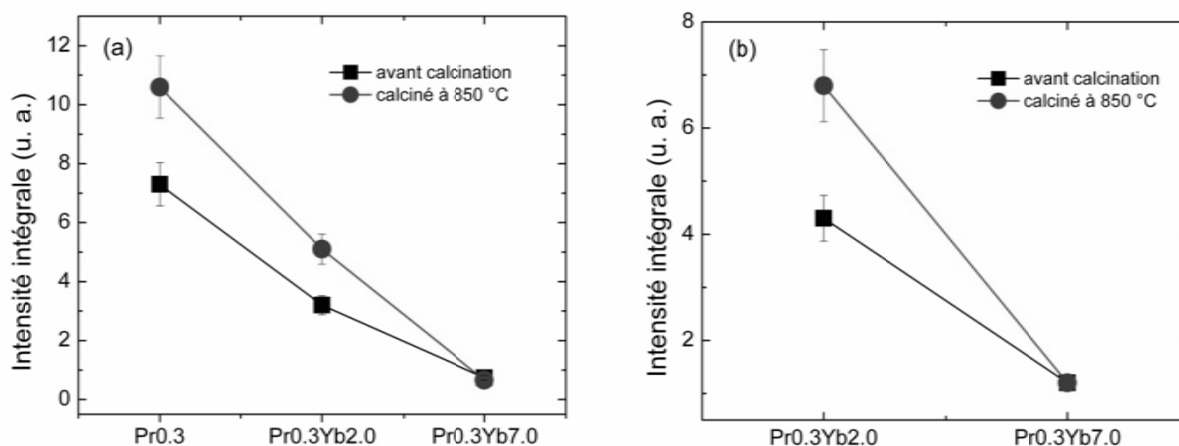 (a)
avant calcination
calciné à 850 °C
Intensité intégrale (u. a.)
12
10
8
6
4
2
0
Pr0.3
Pr0.3Yb2.0
Pr0.3Yb7.0
(b)
avant calcination
calciné à 850 °C
Intensité intégrale (u. a.)
8
6
4
2
Pr0.3Yb2.0
Pr0.3Yb7.0